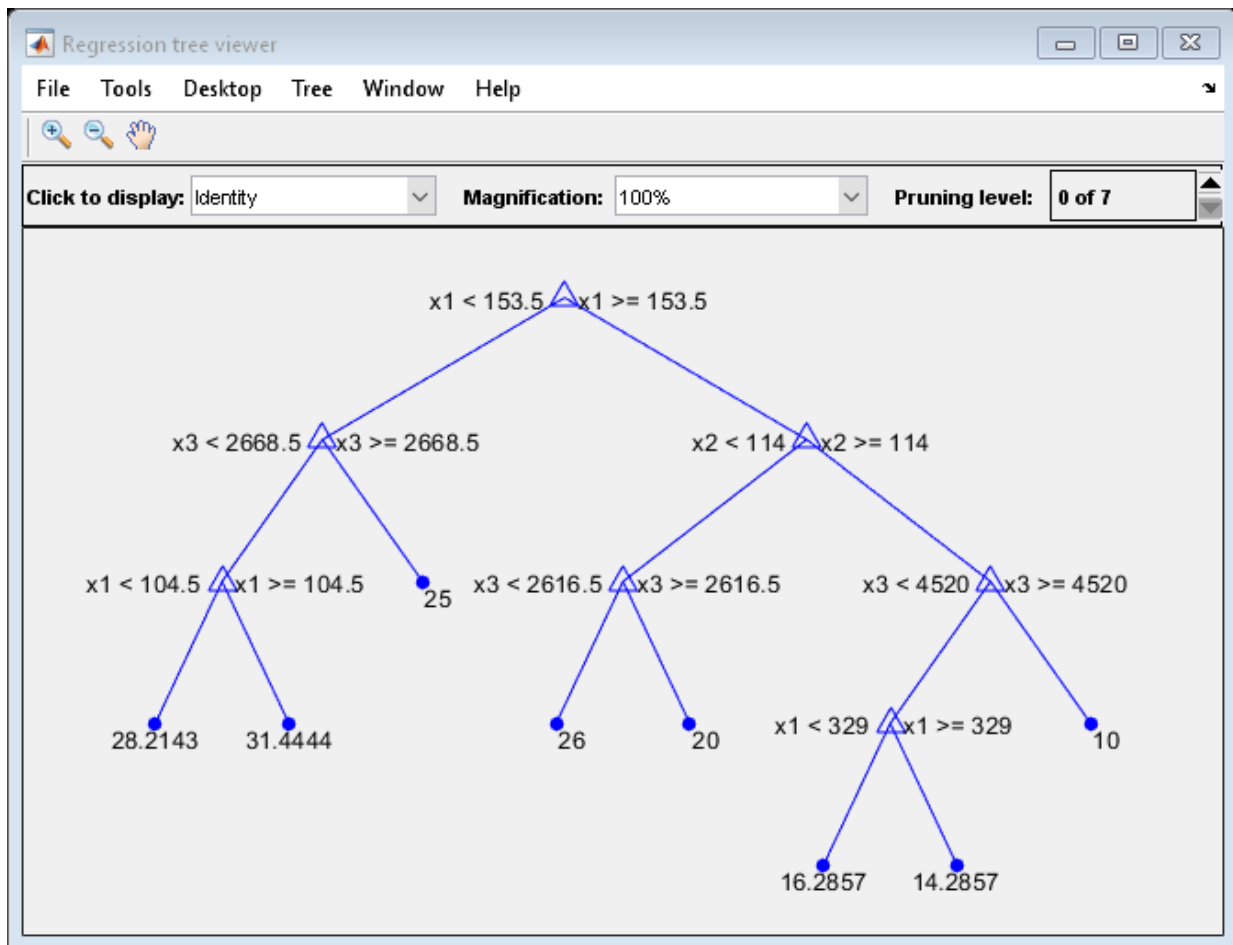 Regression tree viewer
File Tools Desktop Tree Window Help
Click to display: Identity Magnification: 100% Pruning level: 0 of 7
x1 < 153.5 x1 >= 153.5
x3 < 2668.5 x3 >= 2668.5 x2 < 114 x2 >= 114
x1 < 104.5 x1 >= 104.5 25 x3 < 2616.5 x3 >= 2616.5 x3 < 4520 x3 >= 4520
28.2143 31.4444 26 20 x1 < 329 x1 >= 329 10
16.2857 14.2857